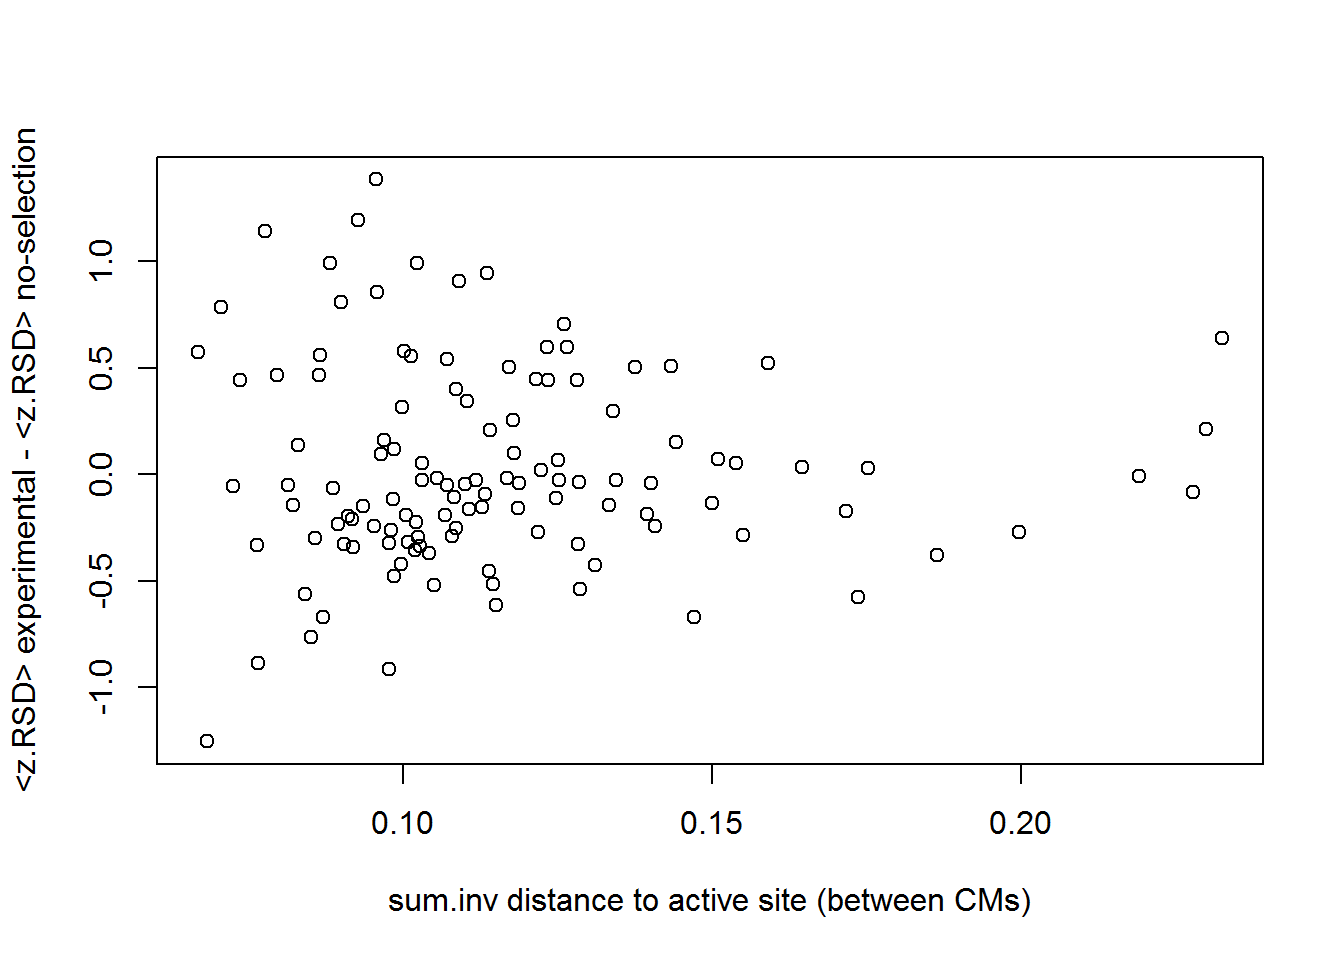 <z.RSD> experimental - <z.RSD> no-selection
1.0
0.5
0.0
-0.5
-1.0
0.10 0.15 0.20
sum.inv distance to active site (between CMs)